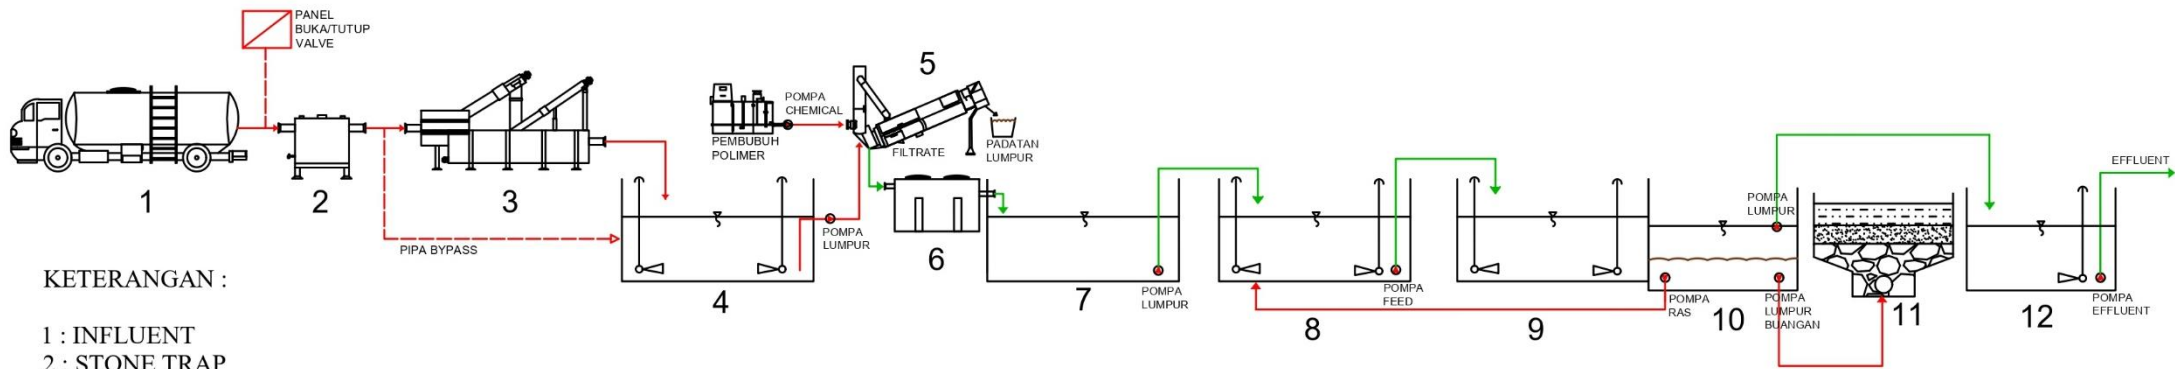 PANEL
BUKA/TUTUP
VALVE
1
2
3
PIPA BYPASS
4
POMPA
LUMPUR
PEMBUBUH
POLIMER
POMPA
CHEMICAL
5
FILTRATE
PADATAN
LUMPUR
6
7
POMPA
LUMPUR
8
POMPA
FEED
9
POMPA
RAS
10
POMPA
LUMPUR
POMPA
LUMPUR
BUANGAN
11
12
POMPA
EFFLUENT
EFFLUENT
KETERANGAN :
1 : INFLUENT
2 : STONE TRAP